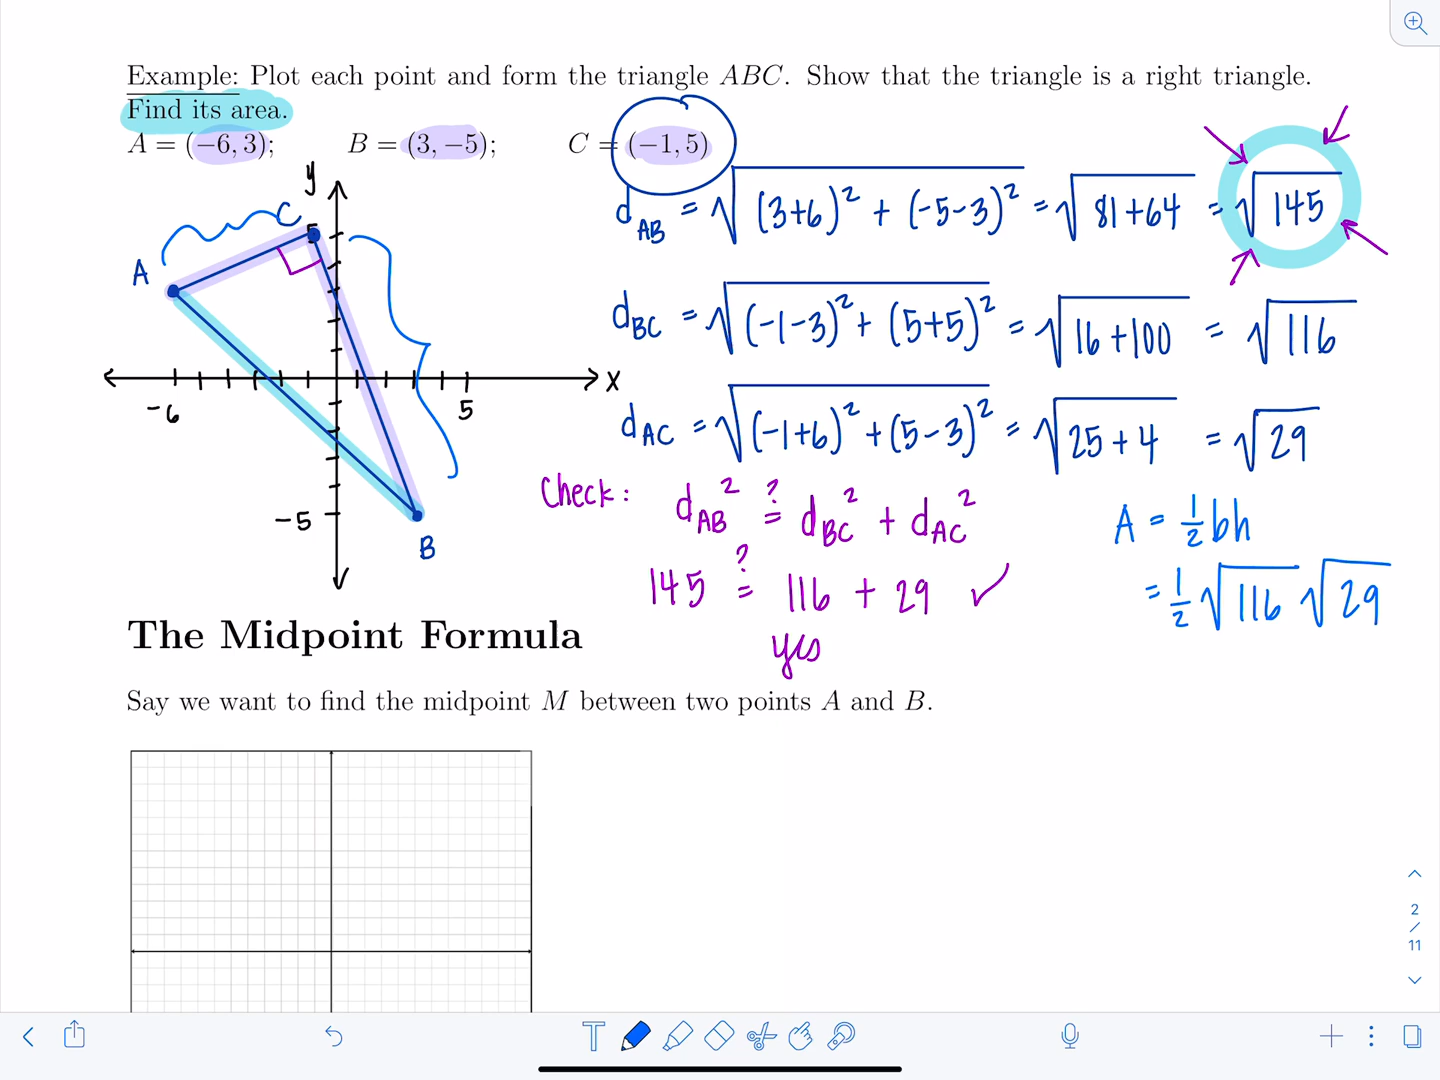 Example: Plot each point and form the triangle ABC. Show that the triangle is a right triangle.
Find its area.
A = (−6, 3); B = (3, −5); C = (−1, 5)
y
d_AB = √((3+6)² + (−5−3)²) = √(81+64) = √145
C
5
A
d_BC = √((−1−3)² + (5+5)²) = √(16+100) = √116
x
−6
5
d_AC = √((−1+6)² + (5−3)²) = √(25+4) = √29
Check: d_AB² ?= d_BC² + d_AC²
A = ½bh
−5
B
145 ?= 116 + 29 ✓
= ½ √116 √29
yes
The Midpoint Formula
Say we want to find the midpoint M between two points A and B.
2
/
11
T